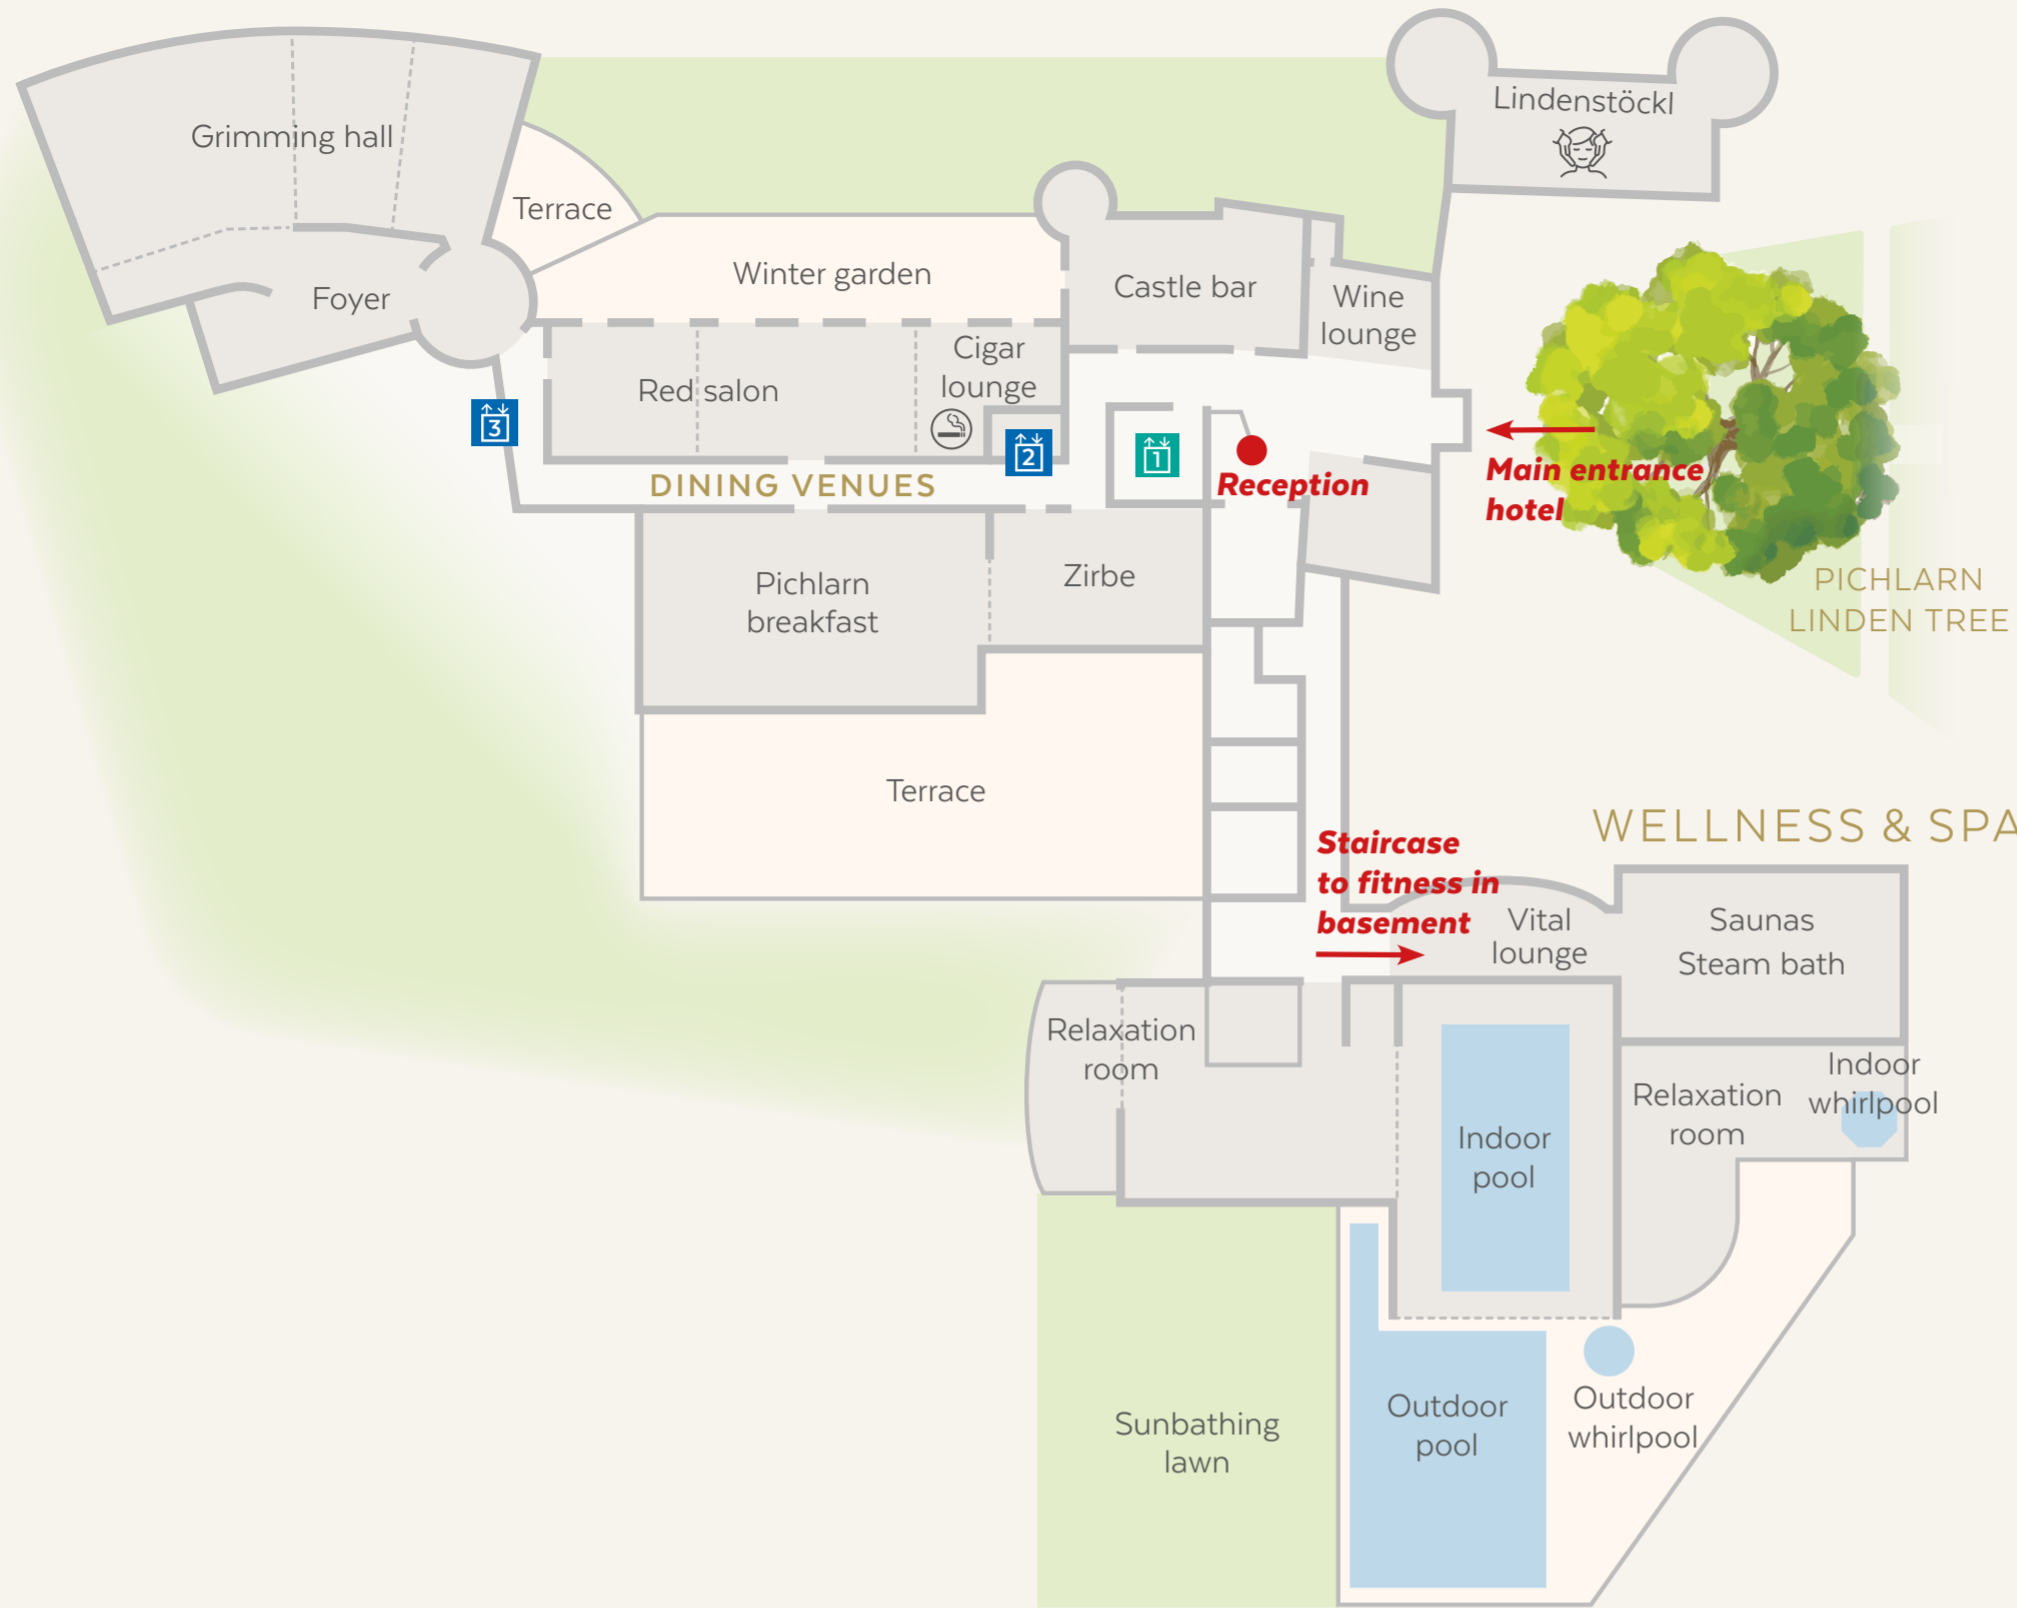 Lindenstöckl
Grimming hall
Terrace
Foyer
Winter garden
Castle bar
Wine
lounge
Cigar
lounge
Red salon
3
2
1
Reception
Main entrance
hotel
DINING VENUES
Pichlarn
breakfast
Zirbe
PICHLARN
LINDEN TREE
Terrace
WELLNESS & SPA
Staircase
to fitness in
basement
Vital
lounge
Saunas
Steam bath
Relaxation
room
Indoor
pool
Relaxation
room
Indoor
whirlpool
Sunbathing
lawn
Outdoor
pool
Outdoor
whirlpool